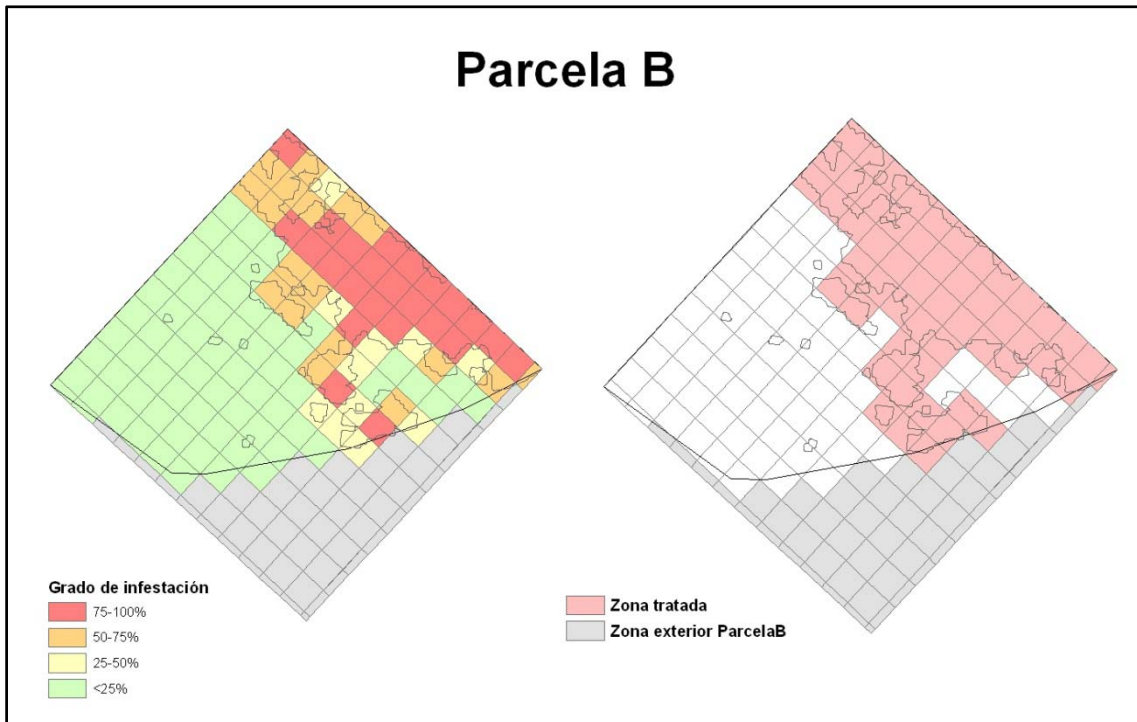 Parcela B
Grado de infestación
75-100%
50-75%
25-50%
<25%
Zona tratada
Zona exterior ParcelaB